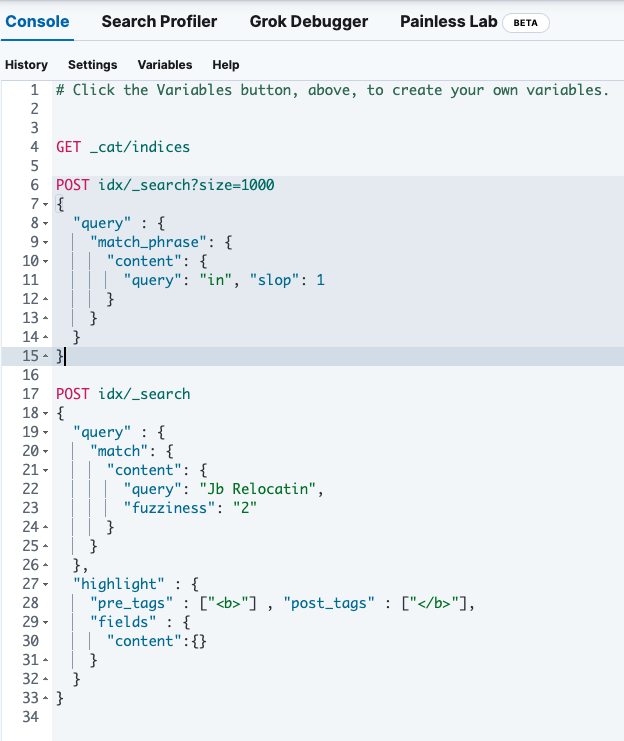 Console Search Profiler Grok Debugger Painless Lab BETA
History Settings Variables Help
1 # Click the Variables button, above, to create your own variables.
2
3
4 GET _cat/indices
5
6 POST idx/_search?size=1000
7 {
8   "query" : {
9     "match_phrase": {
10       "content": {
11         "query": "in", "slop": 1
12       }
13     }
14   }
15 }
16
17 POST idx/_search
18 {
19   "query" : {
20     "match": {
21       "content": {
22         "query": "Jb Relocatin",
23         "fuzziness": "2"
24       }
25     }
26   },
27   "highlight" : {
28     "pre_tags" : ["<b>"] , "post_tags" : ["</b>"],
29     "fields" : {
30       "content":{}
31     }
32   }
33 }
34